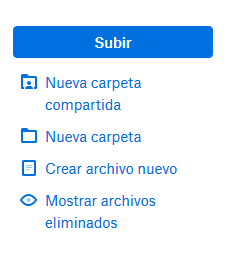 Subir
Nueva carpeta
compartida
Nueva carpeta
Crear archivo nuevo
Mostrar archivos
eliminados